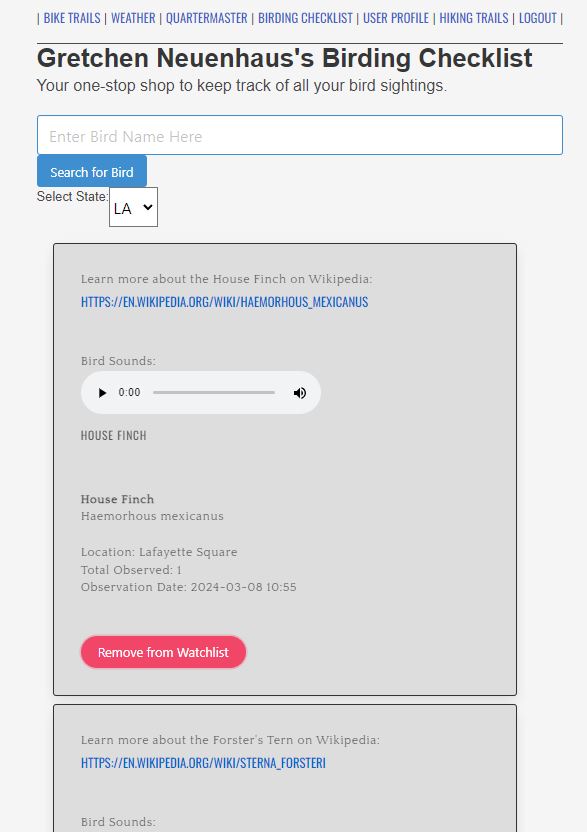 | BIKE TRAILS | WEATHER | QUARTERMASTER | BIRDING CHECKLIST | USER PROFILE | HIKING TRAILS | LOGOUT |
Gretchen Neuenhaus's Birding Checklist
Your one-stop shop to keep track of all your bird sightings.
Enter Bird Name Here
Search for Bird
Select State: LA
Learn more about the House Finch on Wikipedia:
HTTPS://EN.WIKIPEDIA.ORG/WIKI/HAEMORHOUS_MEXICANUS
Bird Sounds:
0:00
HOUSE FINCH
House Finch
Haemorhous mexicanus
Location: Lafayette Square
Total Observed: 1
Observation Date: 2024-03-08 10:55
Remove from Watchlist
Learn more about the Forster's Tern on Wikipedia:
HTTPS://EN.WIKIPEDIA.ORG/WIKI/STERNA_FORSTERI
Bird Sounds: